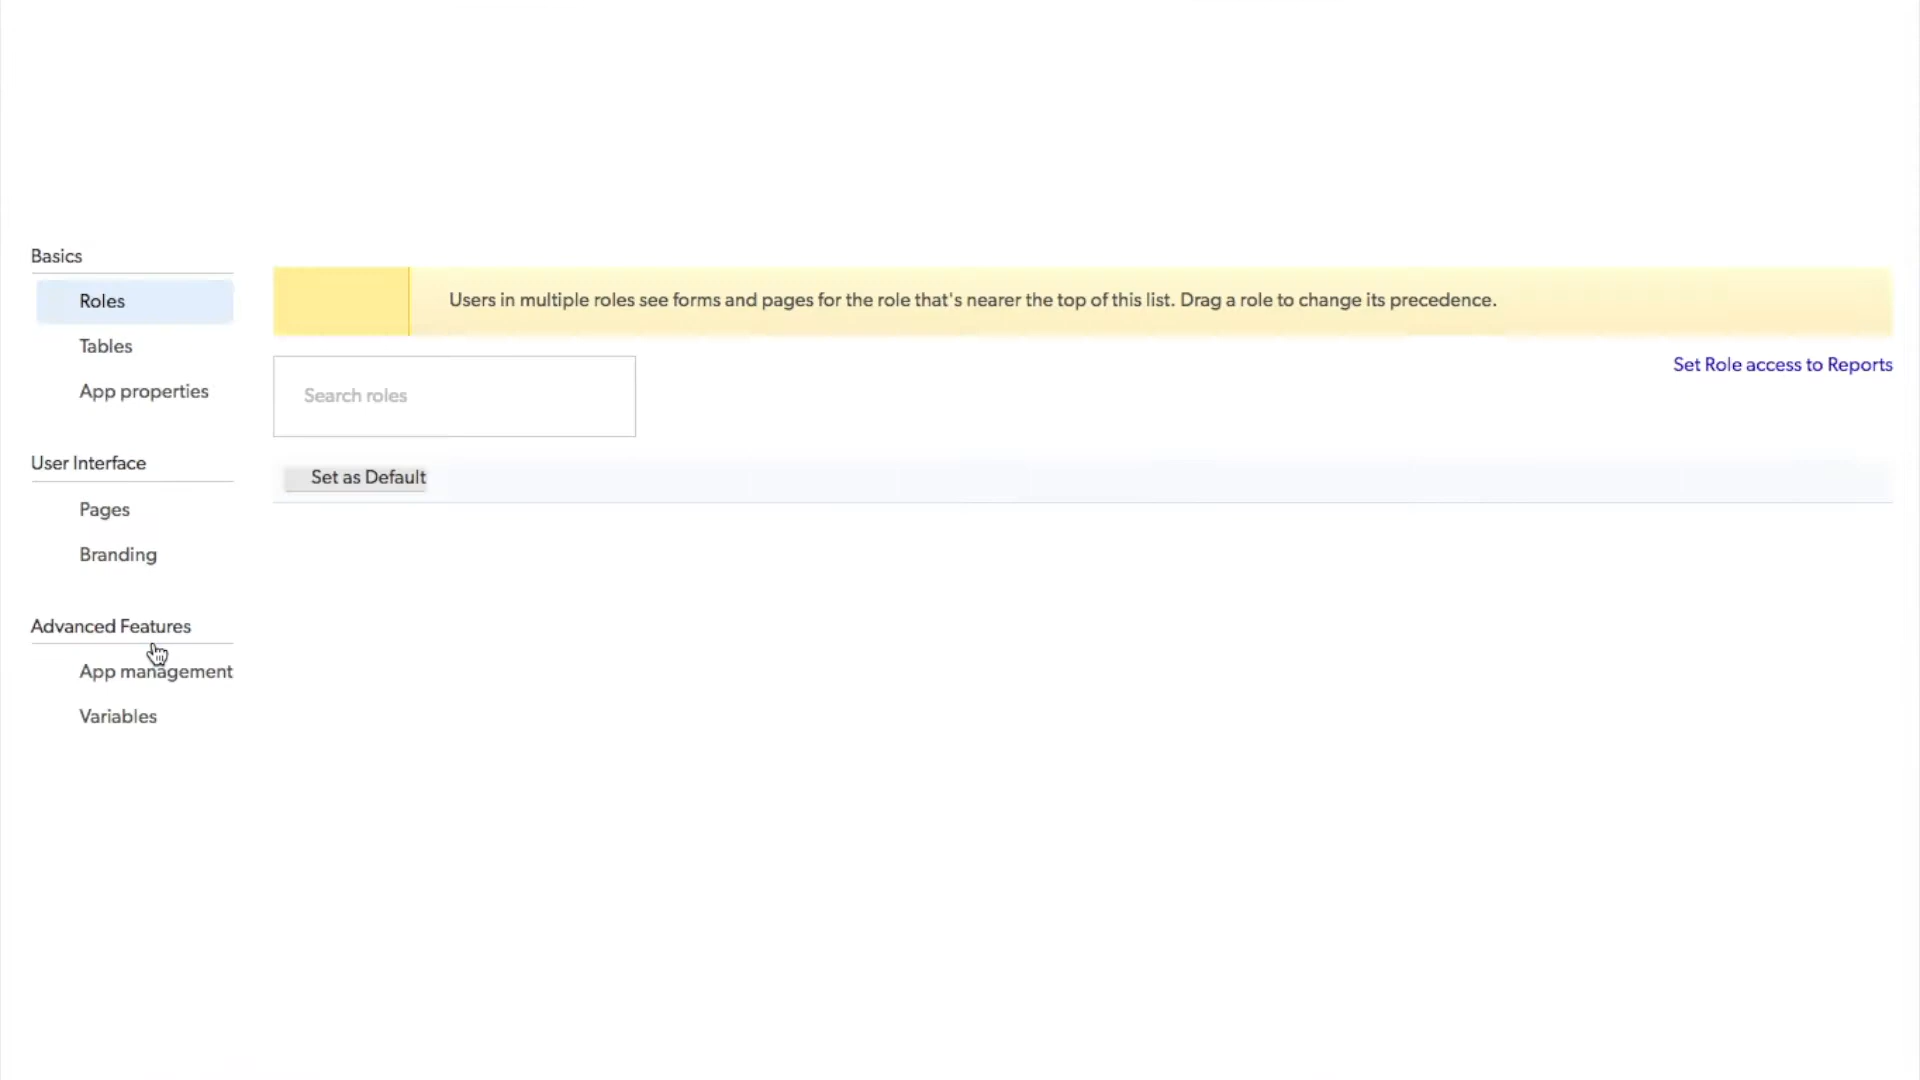 Basics
Roles
Tables
App properties
User Interface
Pages
Branding
Advanced Features
App management
Variables
Users in multiple roles see forms and pages for the role that's nearer the top of this list. Drag a role to change its precedence.
Set Role access to Reports
Search roles
Set as Default